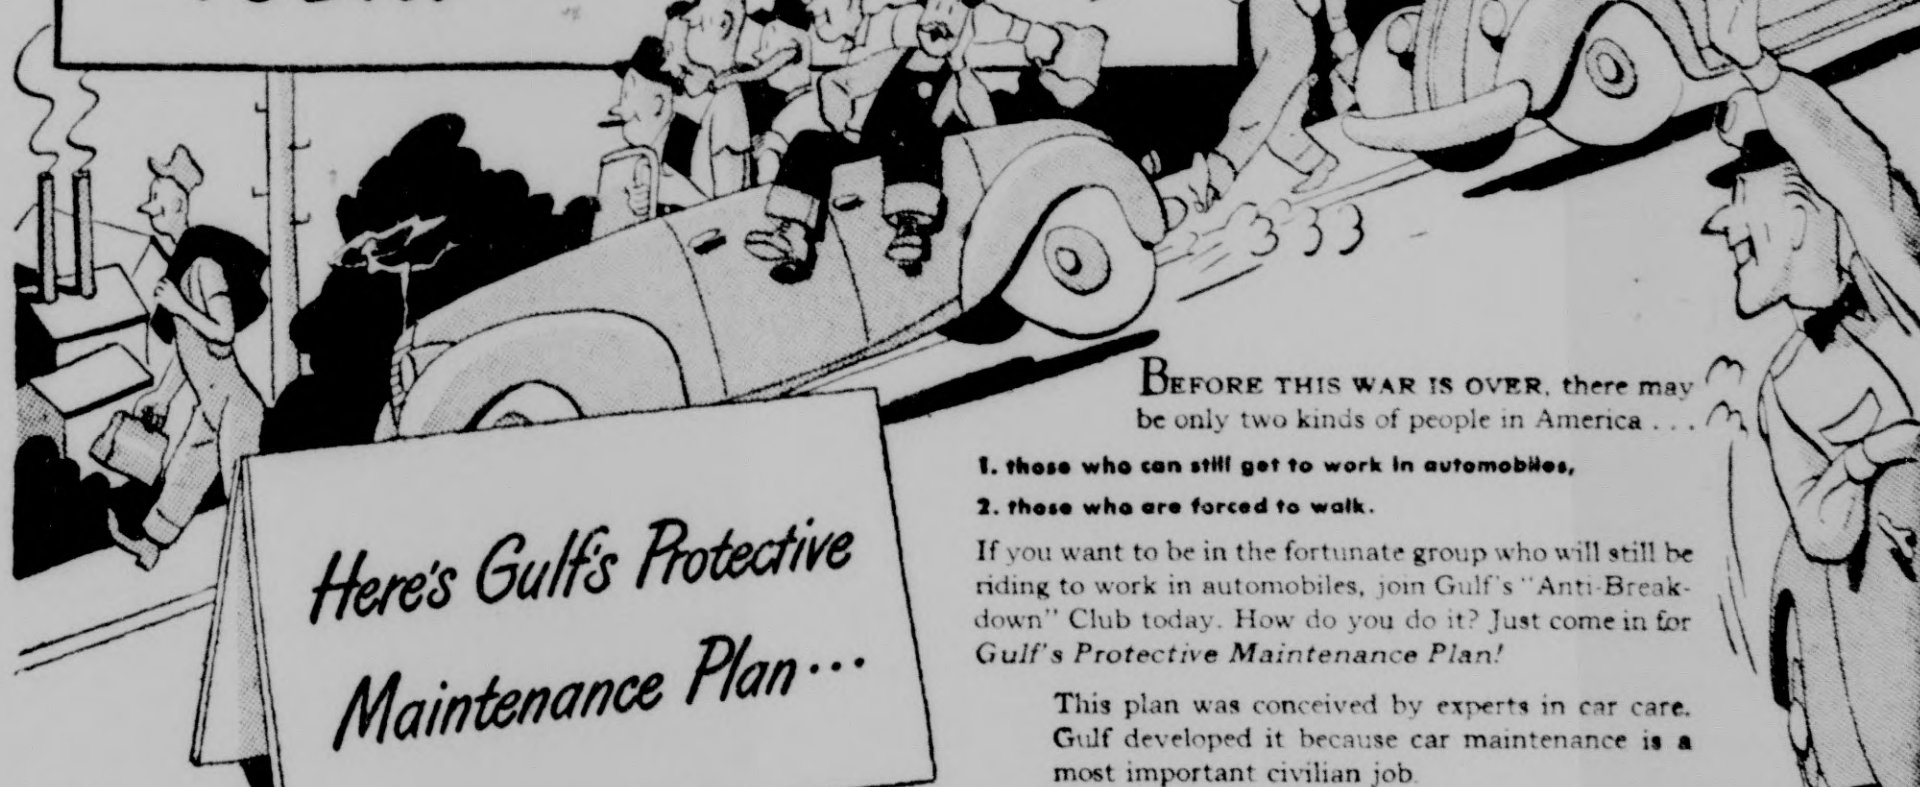 Here's Gulf's Protective
Maintenance Plan...
BEFORE THIS WAR IS OVER, there may
be only two kinds of people in America ...
1. those who can still get to work in automobiles,
2. those who are forced to walk.
If you want to be in the fortunate group who will still be
riding to work in automobiles, join Gulf's "Anti-Break-
down" Club today. How do you do it? Just come in for
Gulf's Protective Maintenance Plan!
This plan was conceived by experts in car care.
Gulf developed it because car maintenance is a
most important civilian job.